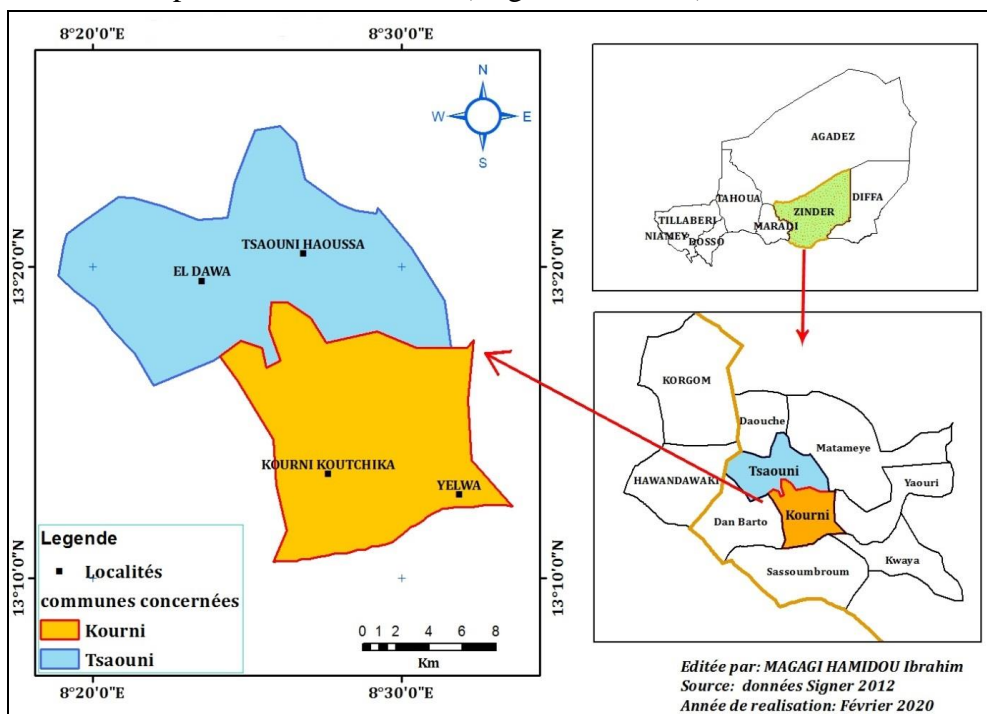 8°20'0"E
8°30'0"E
N
W
E
S
13°20'0"N
13°20'0"N
13°10'0"N
13°10'0"N
TSAOUNI HAOUSSA
EL DAWA
KOURNI KOUTCHIKA
YELWA
Legende
Localités
communes concernées
Kourni
Tsaouni
0 1 2 4 6 8
Km
8°20'0"E
8°30'0"E
AGADEZ
TAHOUA
DIFFA
ZINDER
TILLABERI
MARADI
NIAMEY
DOSSO
KORGOM
Daouche
Matameye
Tsaouni
HAWANDAWAKI
Yaouri
Dan Barto
Kourni
Kwaya
Sassoumbroum
Editée par: MAGAGI HAMIDOU Ibrahim
Source: données Signer 2012
Année de realisation: Février 2020